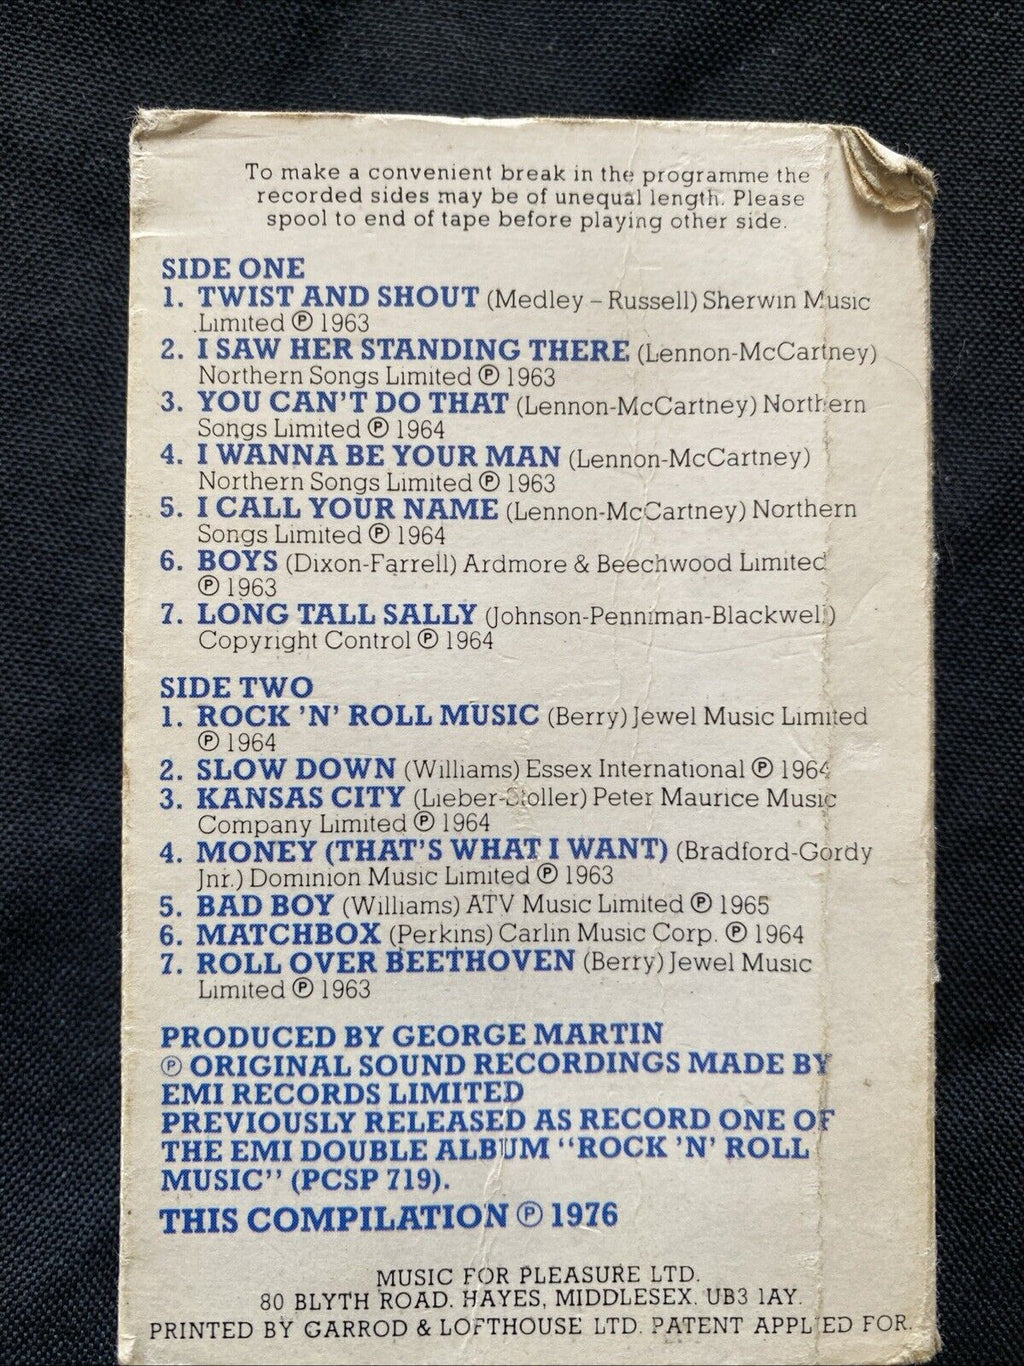 To make a convenient break in the programme the
recorded sides may be of unequal length. Please
spool to end of tape before playing other side.
SIDE ONE
1. TWIST AND SHOUT (Medley – Russell) Sherwin Music
Limited ℗ 1963
2. I SAW HER STANDING THERE (Lennon-McCartney)
Northern Songs Limited ℗ 1963
3. YOU CAN'T DO THAT (Lennon-McCartney) Northern
Songs Limited ℗ 1964
4. I WANNA BE YOUR MAN (Lennon-McCartney)
Northern Songs Limited ℗ 1963
5. I CALL YOUR NAME (Lennon-McCartney) Northern
Songs Limited ℗ 1964
6. BOYS (Dixon-Farrell) Ardmore & Beechwood Limited
℗ 1963
7. LONG TALL SALLY (Johnson-Penniman-Blackwell)
Copyright Control ℗ 1964
SIDE TWO
1. ROCK 'N' ROLL MUSIC (Berry) Jewel Music Limited
℗ 1964
2. SLOW DOWN (Williams) Essex International ℗ 1964
3. KANSAS CITY (Lieber-Stoller) Peter Maurice Music
Company Limited ℗ 1964
4. MONEY (THAT'S WHAT I WANT) (Bradford-Gordy
Jnr.) Dominion Music Limited ℗ 1963
5. BAD BOY (Williams) ATV Music Limited ℗ 1965
6. MATCHBOX (Perkins) Carlin Music Corp. ℗ 1964
7. ROLL OVER BEETHOVEN (Berry) Jewel Music
Limited ℗ 1963
PRODUCED BY GEORGE MARTIN
℗ ORIGINAL SOUND RECORDINGS MADE BY
EMI RECORDS LIMITED
PREVIOUSLY RELEASED AS RECORD ONE OF
THE EMI DOUBLE ALBUM "ROCK 'N' ROLL
MUSIC" (PCSP 719).
THIS COMPILATION ℗ 1976
MUSIC FOR PLEASURE LTD.
80 BLYTH ROAD. HAYES, MIDDLESEX. UB3 1AY.
PRINTED BY GARROD & LOFTHOUSE LTD. PATENT APPLIED FOR.